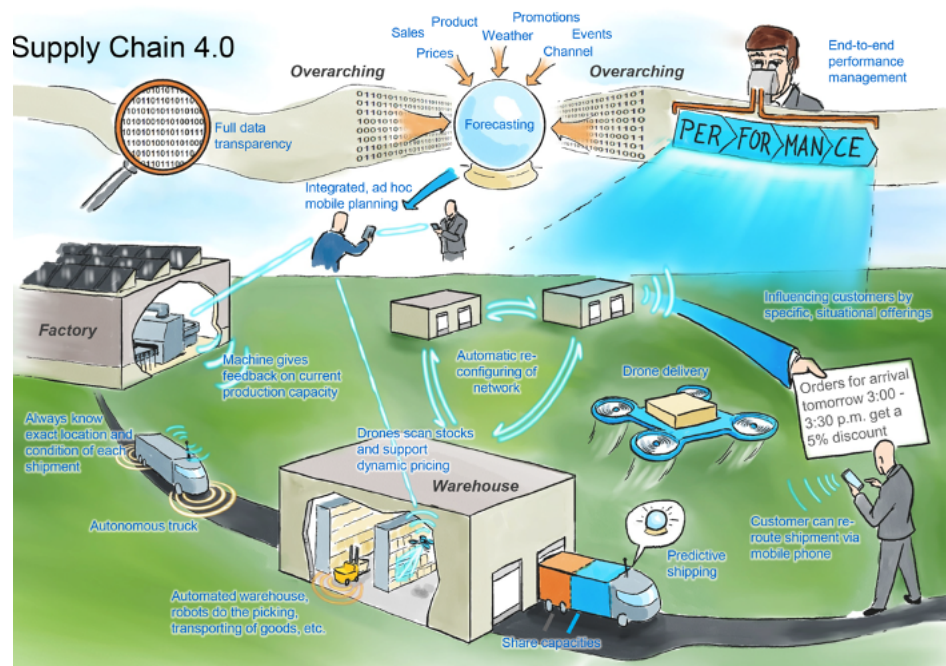 Supply Chain 4.0
Sales
Product
Promotions
Prices
Weather
Events
Channel
Overarching
Overarching
Forecasting
Full data
transparency
End-to-end
performance
management
PER FOR MAN CE
Integrated, ad hoc
mobile planning
Factory
Machine gives
feedback on current
production capacity
Automatic re-
configuring of
network
Influencing customers by
specific, situational offerings
Drone delivery
Orders for arrival
tomorrow 3:00 -
3:30 p.m. get a
5% discount
Always know
exact location and
condition of each
shipment
Autonomous truck
Drones scan stocks
and support
dynamic pricing
Warehouse
Predictive
shipping
Customer can re-
route shipment via
mobile phone
Automated warehouse,
robots do the picking,
transporting of goods, etc.
Share capacities